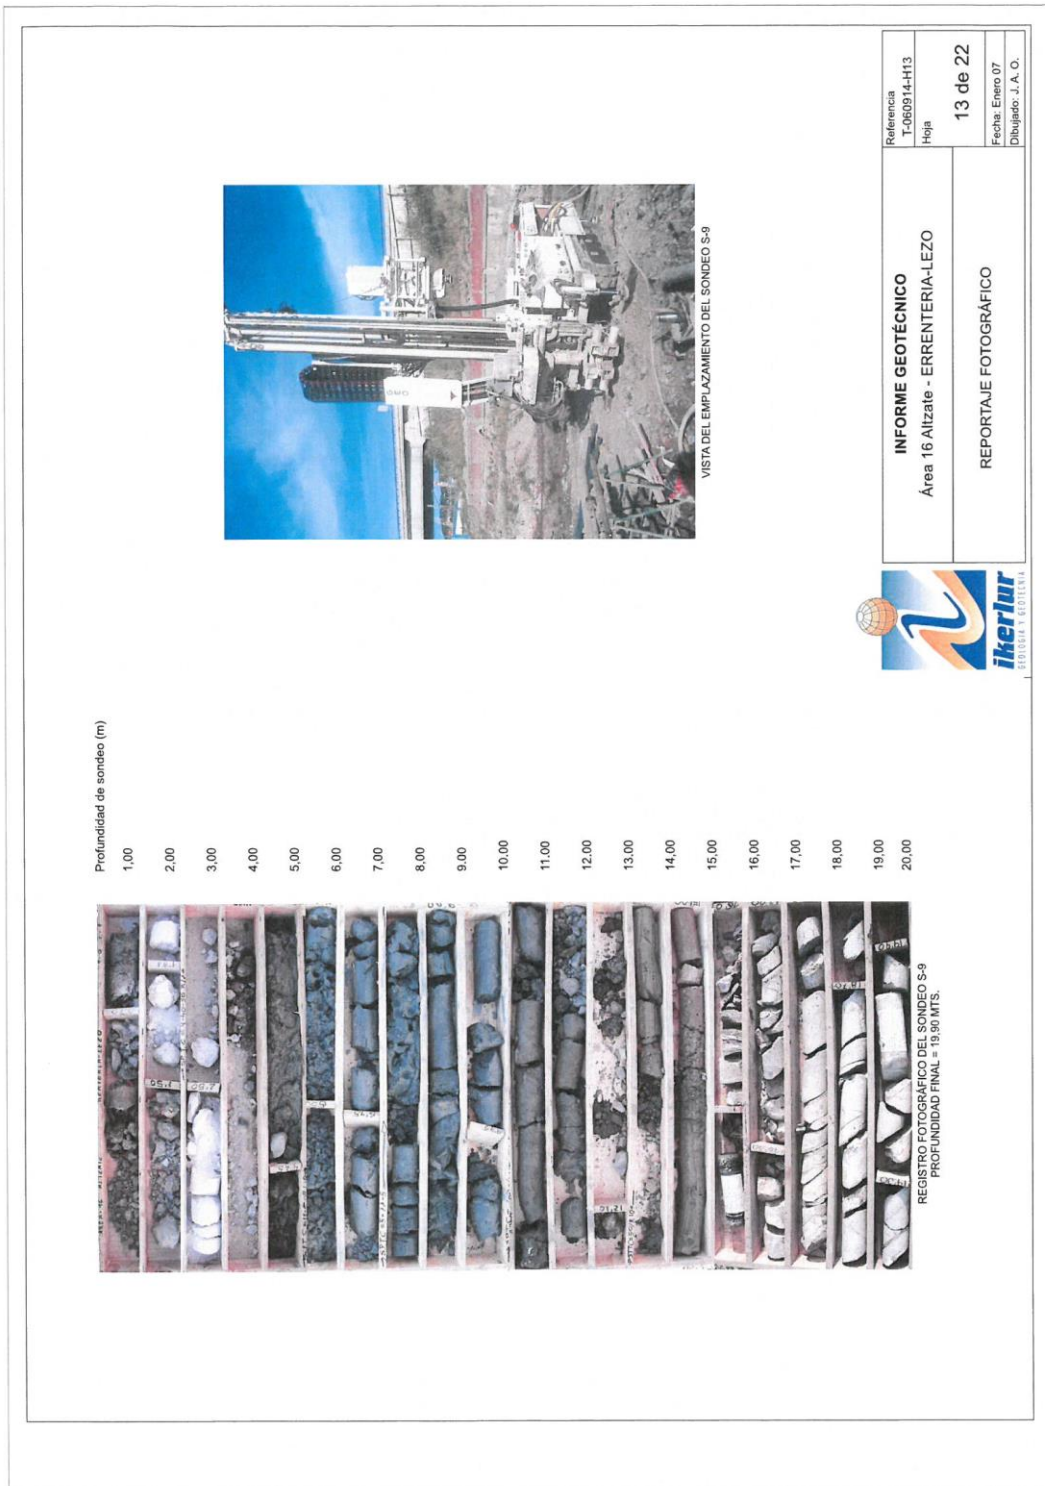 Profundidad de sondeo (m)
1,00
2,00
3,00
4,00
5,00
6,00
7,00
8,00
9.00
10.00
11.00
12.00
13,00
14,00
15,00
16,00
17,00
18,00
19,00
20,00
REGISTRO FOTOGRÁFICO DEL SONDEO S-9
PROFUNDIDAD FINAL = 19,90 MTS.
VISTA DEL EMPLAZAMIENTO DEL SONDEO S-9
ikerlur
GEOLOGIA Y GEOTECNIA
INFORME GEOTÉCNICO
Área 16 Altzate - ERRENTERIA-LEZO
REPORTAJE FOTOGRÁFICO
Referencia
T-060914-H13
Hoja
13 de 22
Fecha: Enero 07
Dibujado: J. A. O.